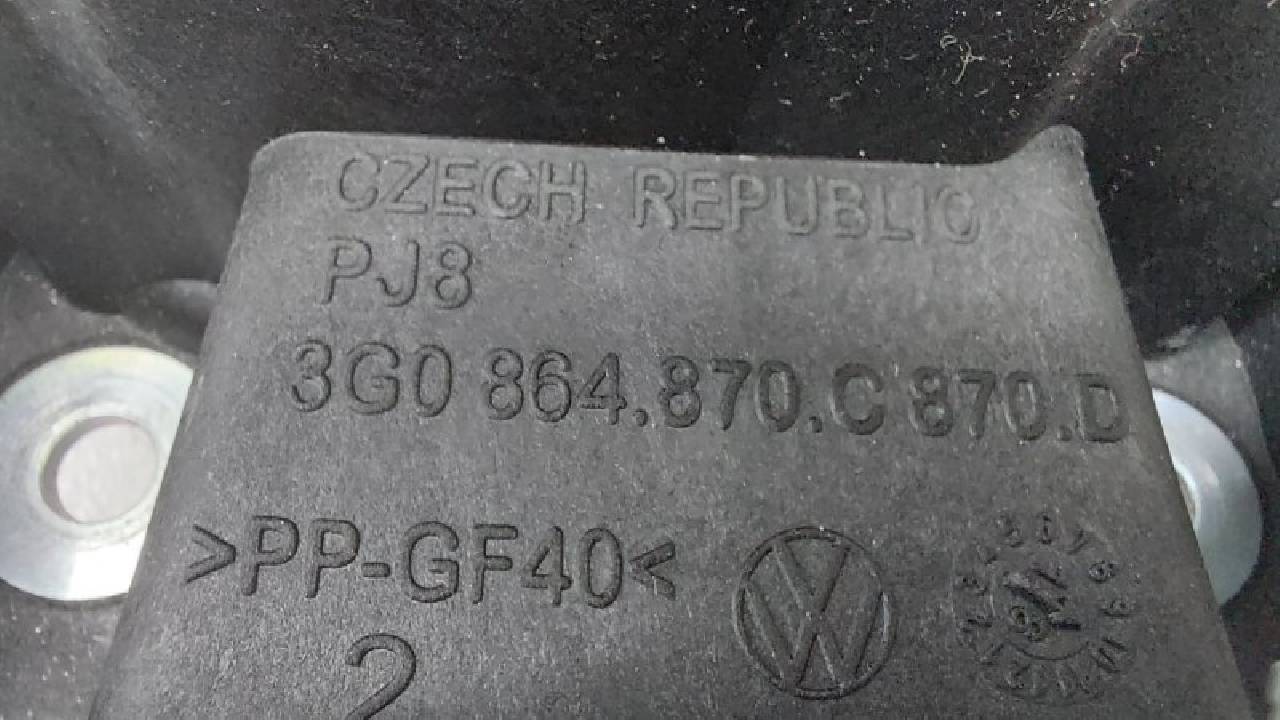 CZECH REPUBLIC
PJ8
3G0 864.870.C 870.D
>PP-GF40<
2